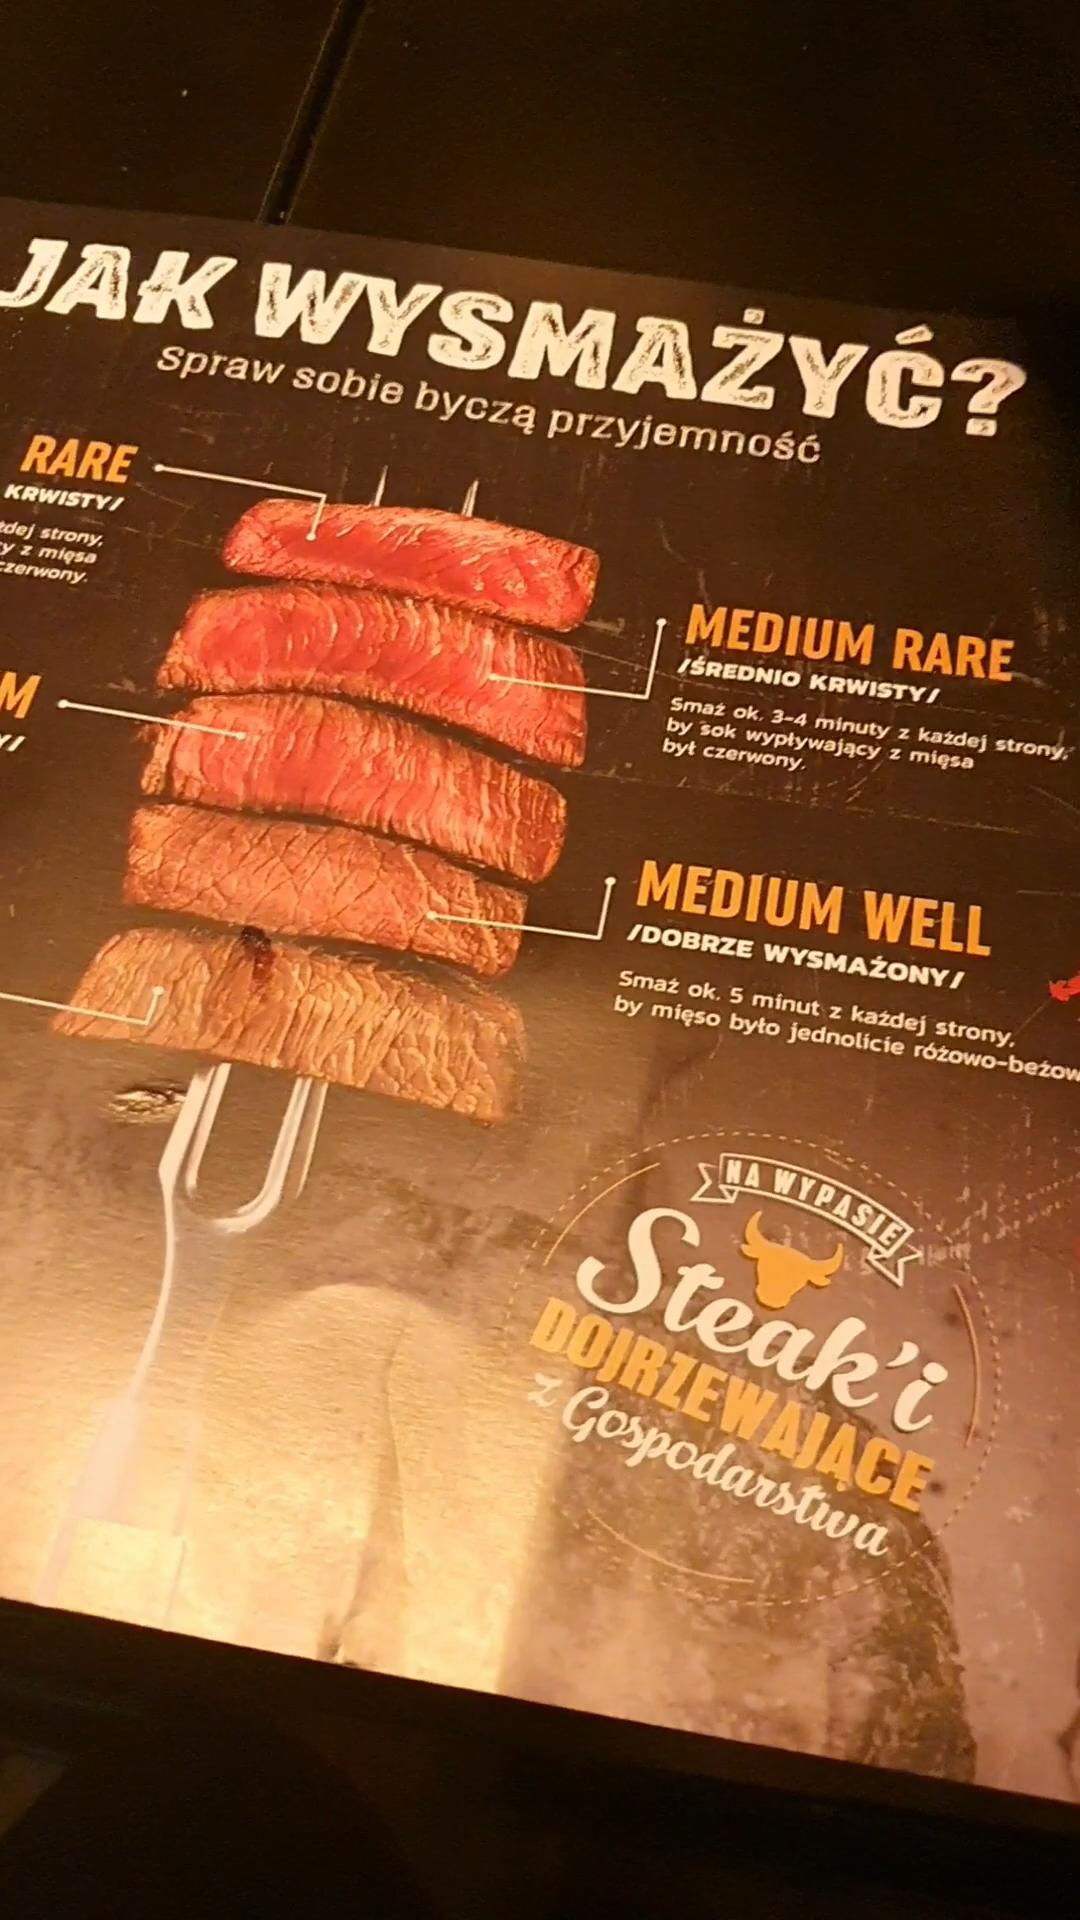 JAK WYSMAŻYĆ?
Spraw sobie byczą przyjemność
RARE
KRWISTY/
strony,
z mięsa
czerwony.
MEDIUM RARE
/ŚREDNIO KRWISTY/
Smaż ok. 3-4 minuty z każdej strony,
by sok wypływający z mięsa
był czerwony.
MEDIUM WELL
/DOBRZE WYSMAŻONY/
Smaż ok. 5 minut z każdej strony,
by mięso było jednolicie
NA WYPASIE
Steak'i
DOJRZEWAJĄCE
z Gospodarstwa